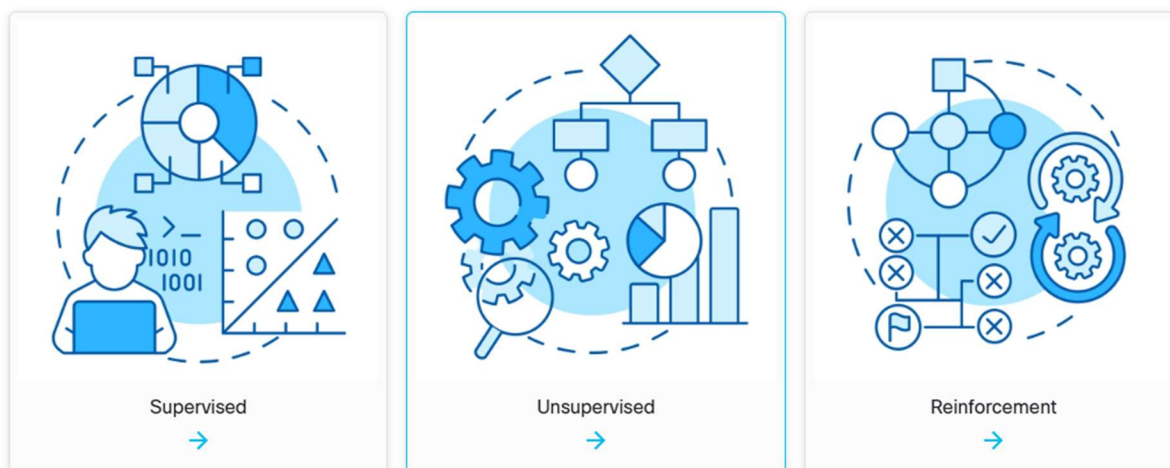 >_
1010
1001
Supervised
Unsupervised
Reinforcement